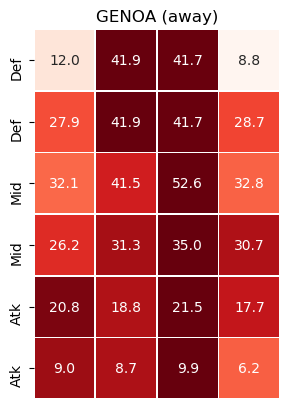 GENOA (away)
Def 12.0 41.9 41.7 8.8
Def 27.9 41.9 41.7 28.7
Mid 32.1 41.5 52.6 32.8
Mid 26.2 31.3 35.0 30.7
Atk 20.8 18.8 21.5 17.7
Atk 9.0 8.7 9.9 6.2